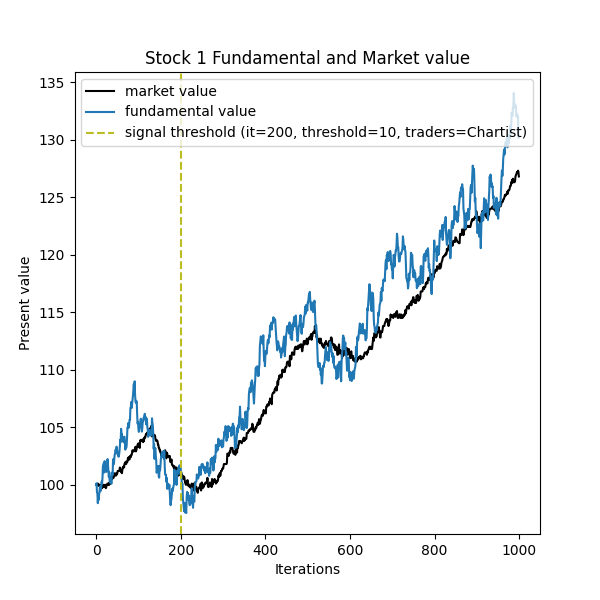 Stock 1 Fundamental and Market value
market value
fundamental value
signal threshold (it=200, threshold=10, traders=Chartist)
135
130
125
120
115
110
105
100
Present value
0 200 400 600 800 1000
Iterations